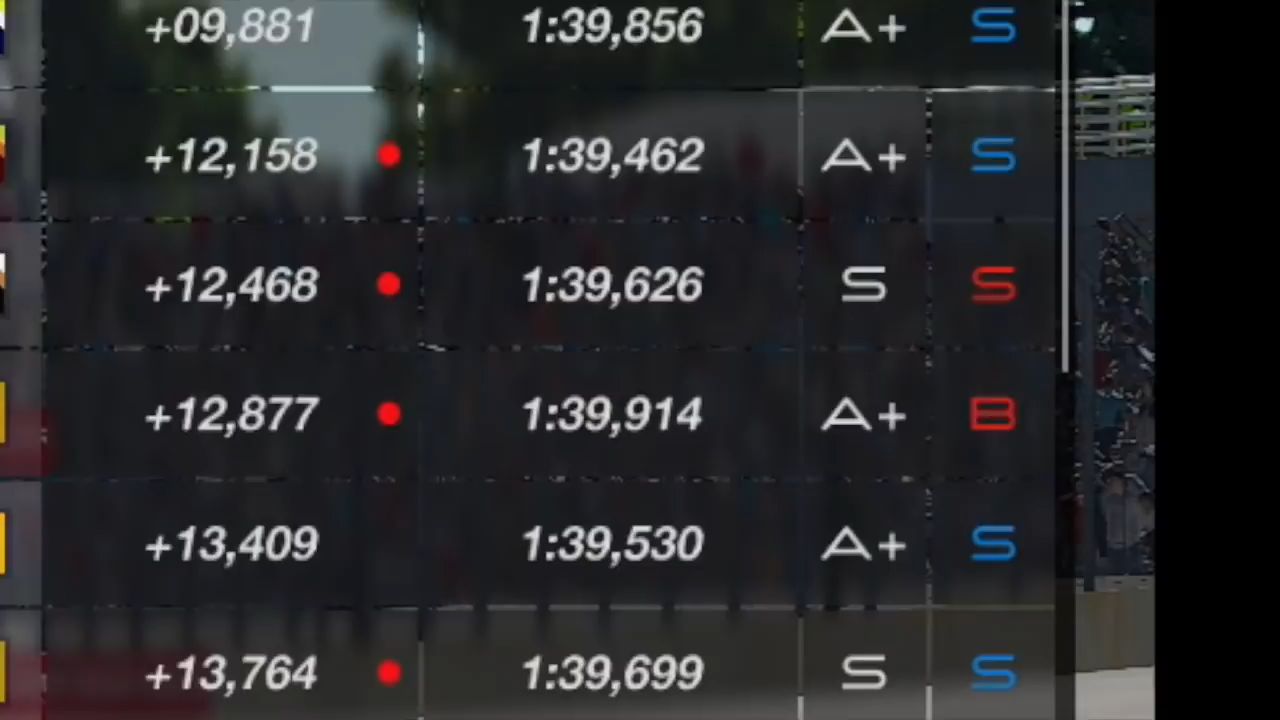 +09,881 1:39,856 A+ S
+12,158 1:39,462 A+ S
+12,468 1:39,626 S S
+12,877 1:39,914 A+ B
+13,409 1:39,530 A+ S
+13,764 1:39,699 S S